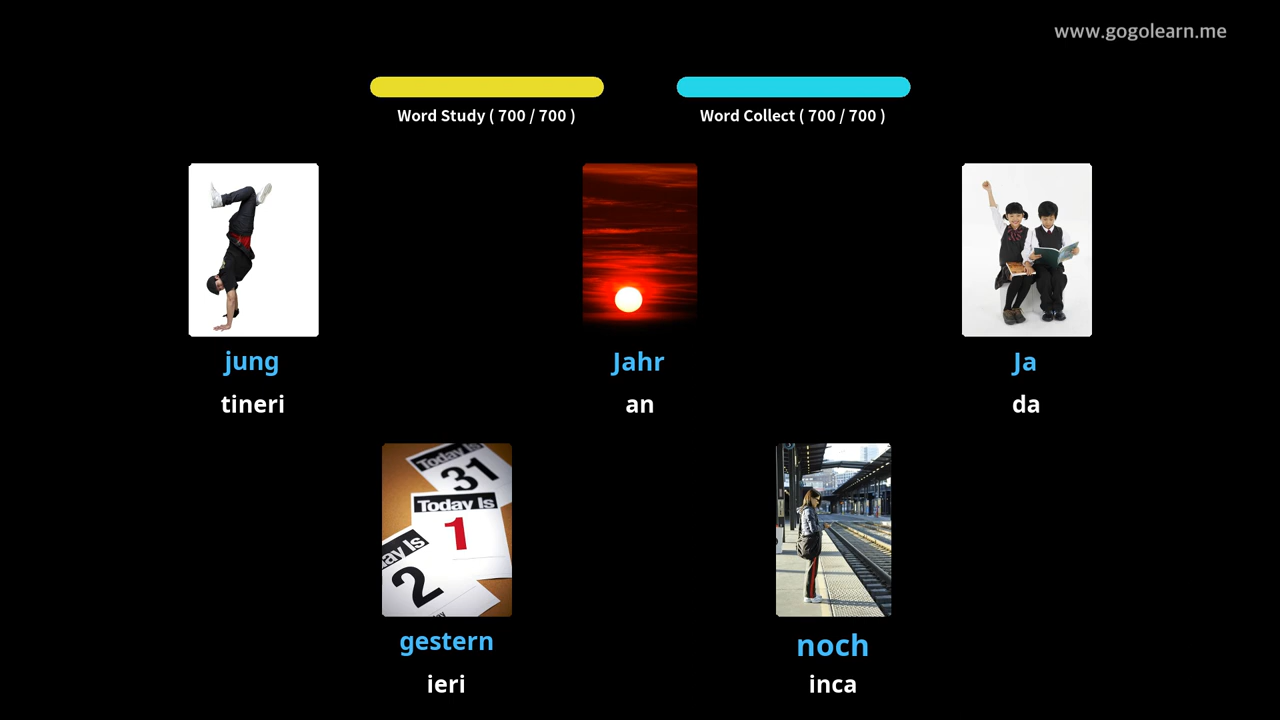 www.gogolearn.me
Word Study ( 700 / 700 )
Word Collect ( 700 / 700 )
jung
Jahr
Ja
tineri
an
da
Today Is
31
Today Is
1
ay Is
2
gestern
noch
ieri
inca